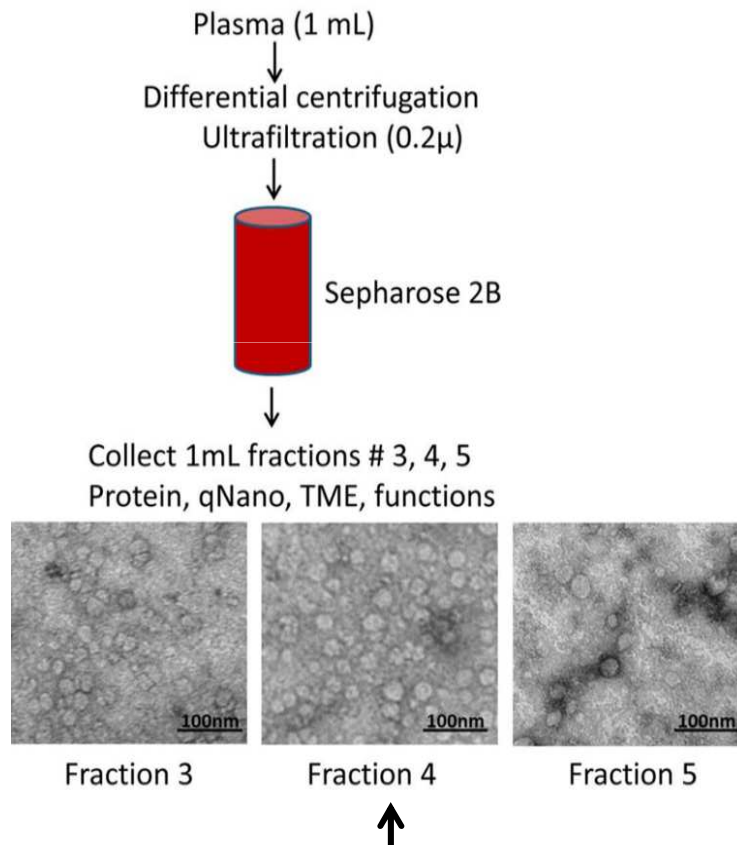 Plasma (1 mL)
Differential centrifugation
Ultrafiltration (0.2µ)
Sepharose 2B
Collect 1mL fractions # 3, 4, 5
Protein, qNano, TME, functions
100nm
100nm
100nm
Fraction 3
Fraction 4
Fraction 5